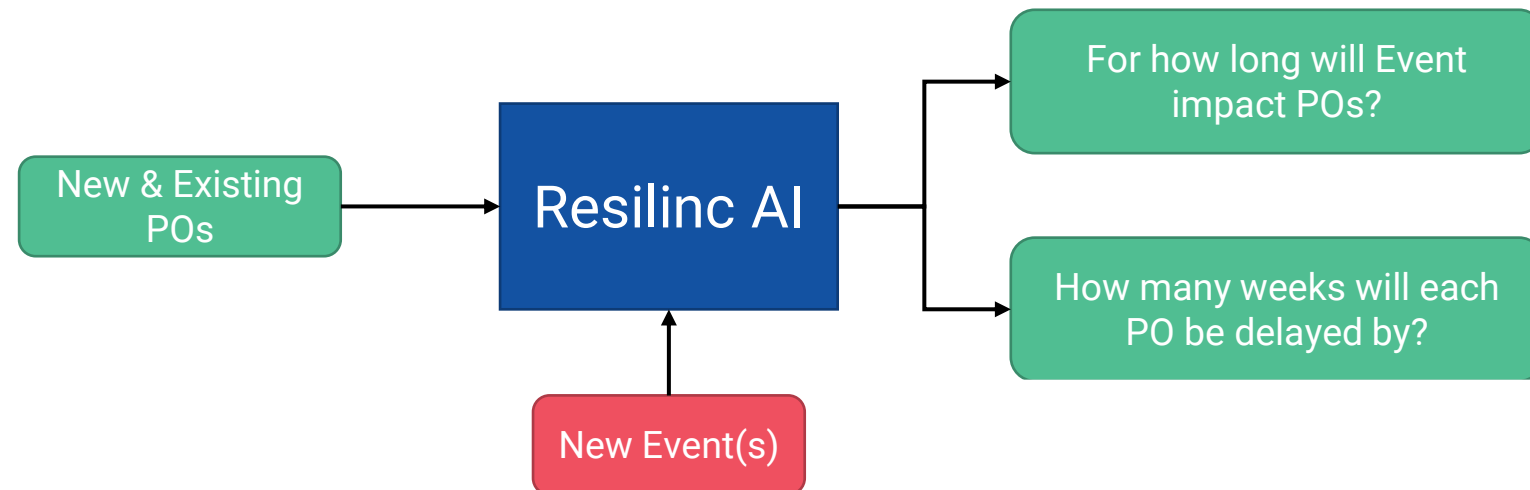 New & Existing
POs
Resilinc AI
New Event(s)
For how long will Event
impact POs?
How many weeks will each
PO be delayed by?